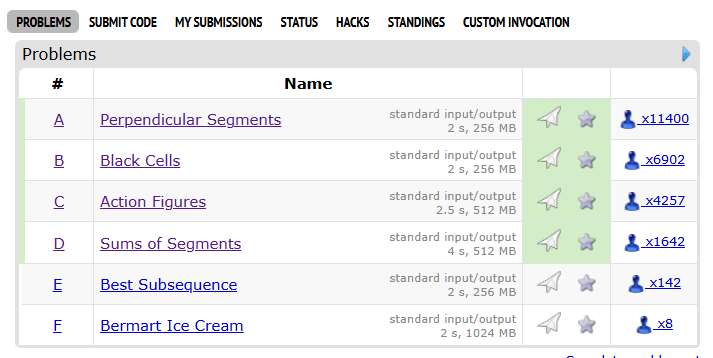 PROBLEMS SUBMIT CODE MY SUBMISSIONS STATUS HACKS STANDINGS CUSTOM INVOCATION
Problems
# Name
A Perpendicular Segments standard input/output x11400
2 s, 256 MB
B Black Cells standard input/output x6902
2 s, 256 MB
C Action Figures standard input/output x4257
2.5 s, 512 MB
D Sums of Segments standard input/output x1642
4 s, 512 MB
E Best Subsequence standard input/output x142
2 s, 256 MB
F Bermart Ice Cream standard input/output x8
2 s, 1024 MB